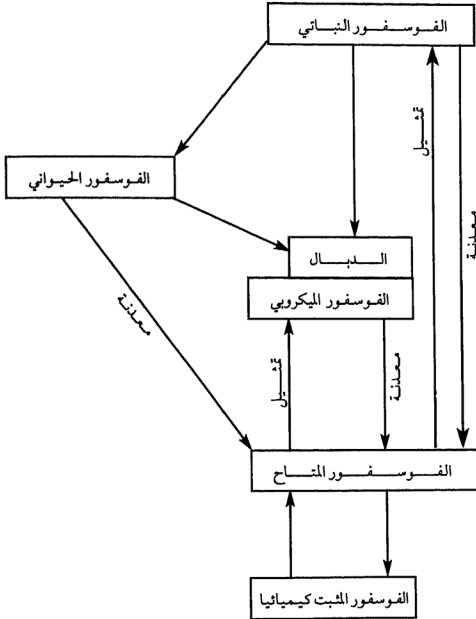 الفوسفور النباتي
تمثيل
معدنة
الفوسفور الحيواني
الدبال
الفوسفور الميكروبي
معدنة
تمثيل
معدنة
الفوسفور المتاح
الفوسفور المثبت كيميائيا